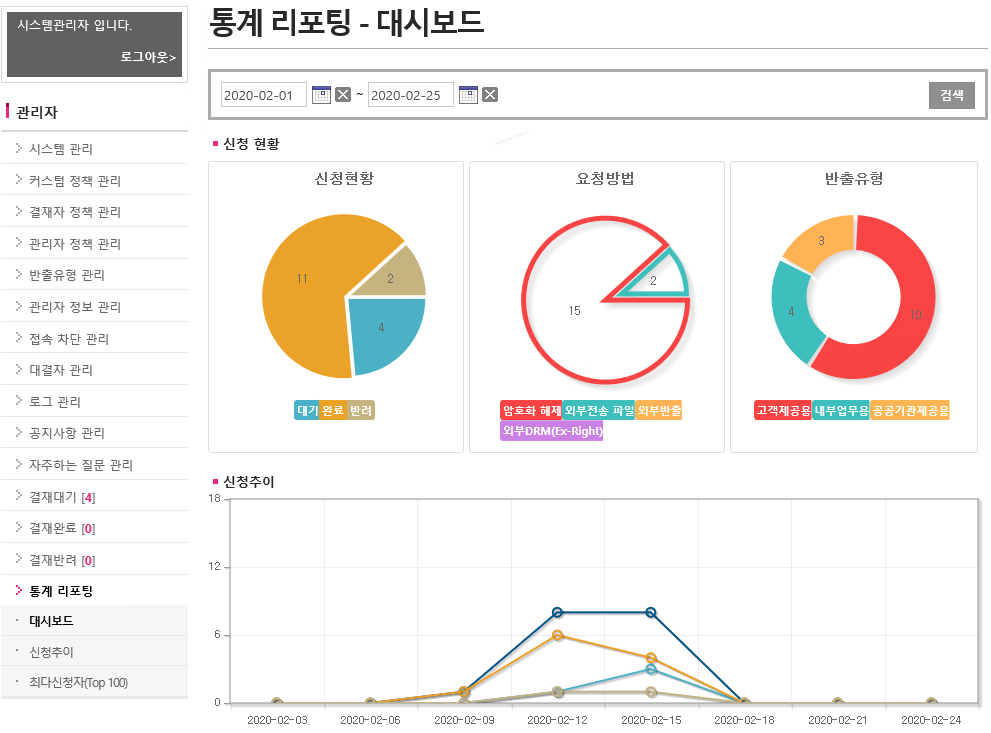 시스템관리자 입니다.
로그아웃>
관리자
시스템 관리
커스텀 정책 관리
결재자 정책 관리
관리자 정책 관리
반출유형 관리
관리자 정보 관리
접속 차단 관리
대결자 관리
로그 관리
공지사항 관리
자주하는 질문 관리
결재대기 [4]
결재완료 [0]
결재반려 [0]
통계 리포팅
대시보드
신청추이
최다신청자(Top 100)
통계 리포팅 - 대시보드
2020-02-01 ~ 2020-02-25 검색
신청 현황
신청현황
11
2
4
대기 완료 반려
요청방법
15
2
암호화 해제 외부전송 파일 외부반출
외부DRM(Ex-Right)
반출유형
3
4
10
고객제공용 내부업무용 공공기관제공용
신청추이
18
12
6
0
2020-02-03 2020-02-06 2020-02-09 2020-02-12 2020-02-15 2020-02-18 2020-02-21 2020-02-24